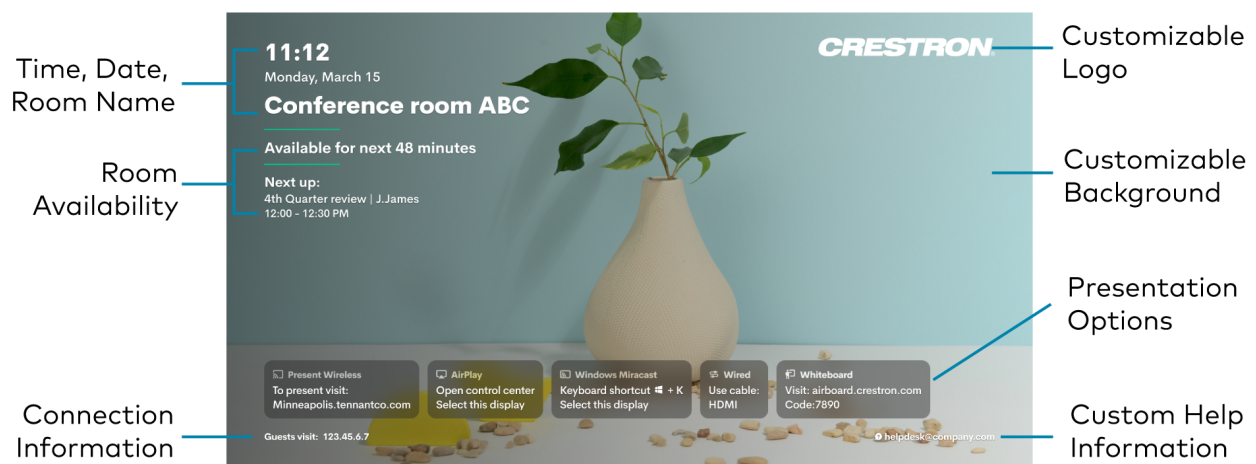 Time, Date,
Room Name
Room
Availability
Connection
Information
11:12
Monday, March 15
Conference room ABC
Available for next 48 minutes
Next up:
4th Quarter review | J.James
12:00 - 12:30 PM
CRESTRON
Present Wireless
To present visit:
Minneapolis.tennantco.com
AirPlay
Open control center
Select this display
Windows Miracast
Keyboard shortcut + K
Select this display
Wired
Use cable:
HDMI
Whiteboard
Visit: airboard.crestron.com
Code:7890
Guests visit: 123.45.6.7
helpdesk@company.com
Customizable
Logo
Customizable
Background
Presentation
Options
Custom Help
Information